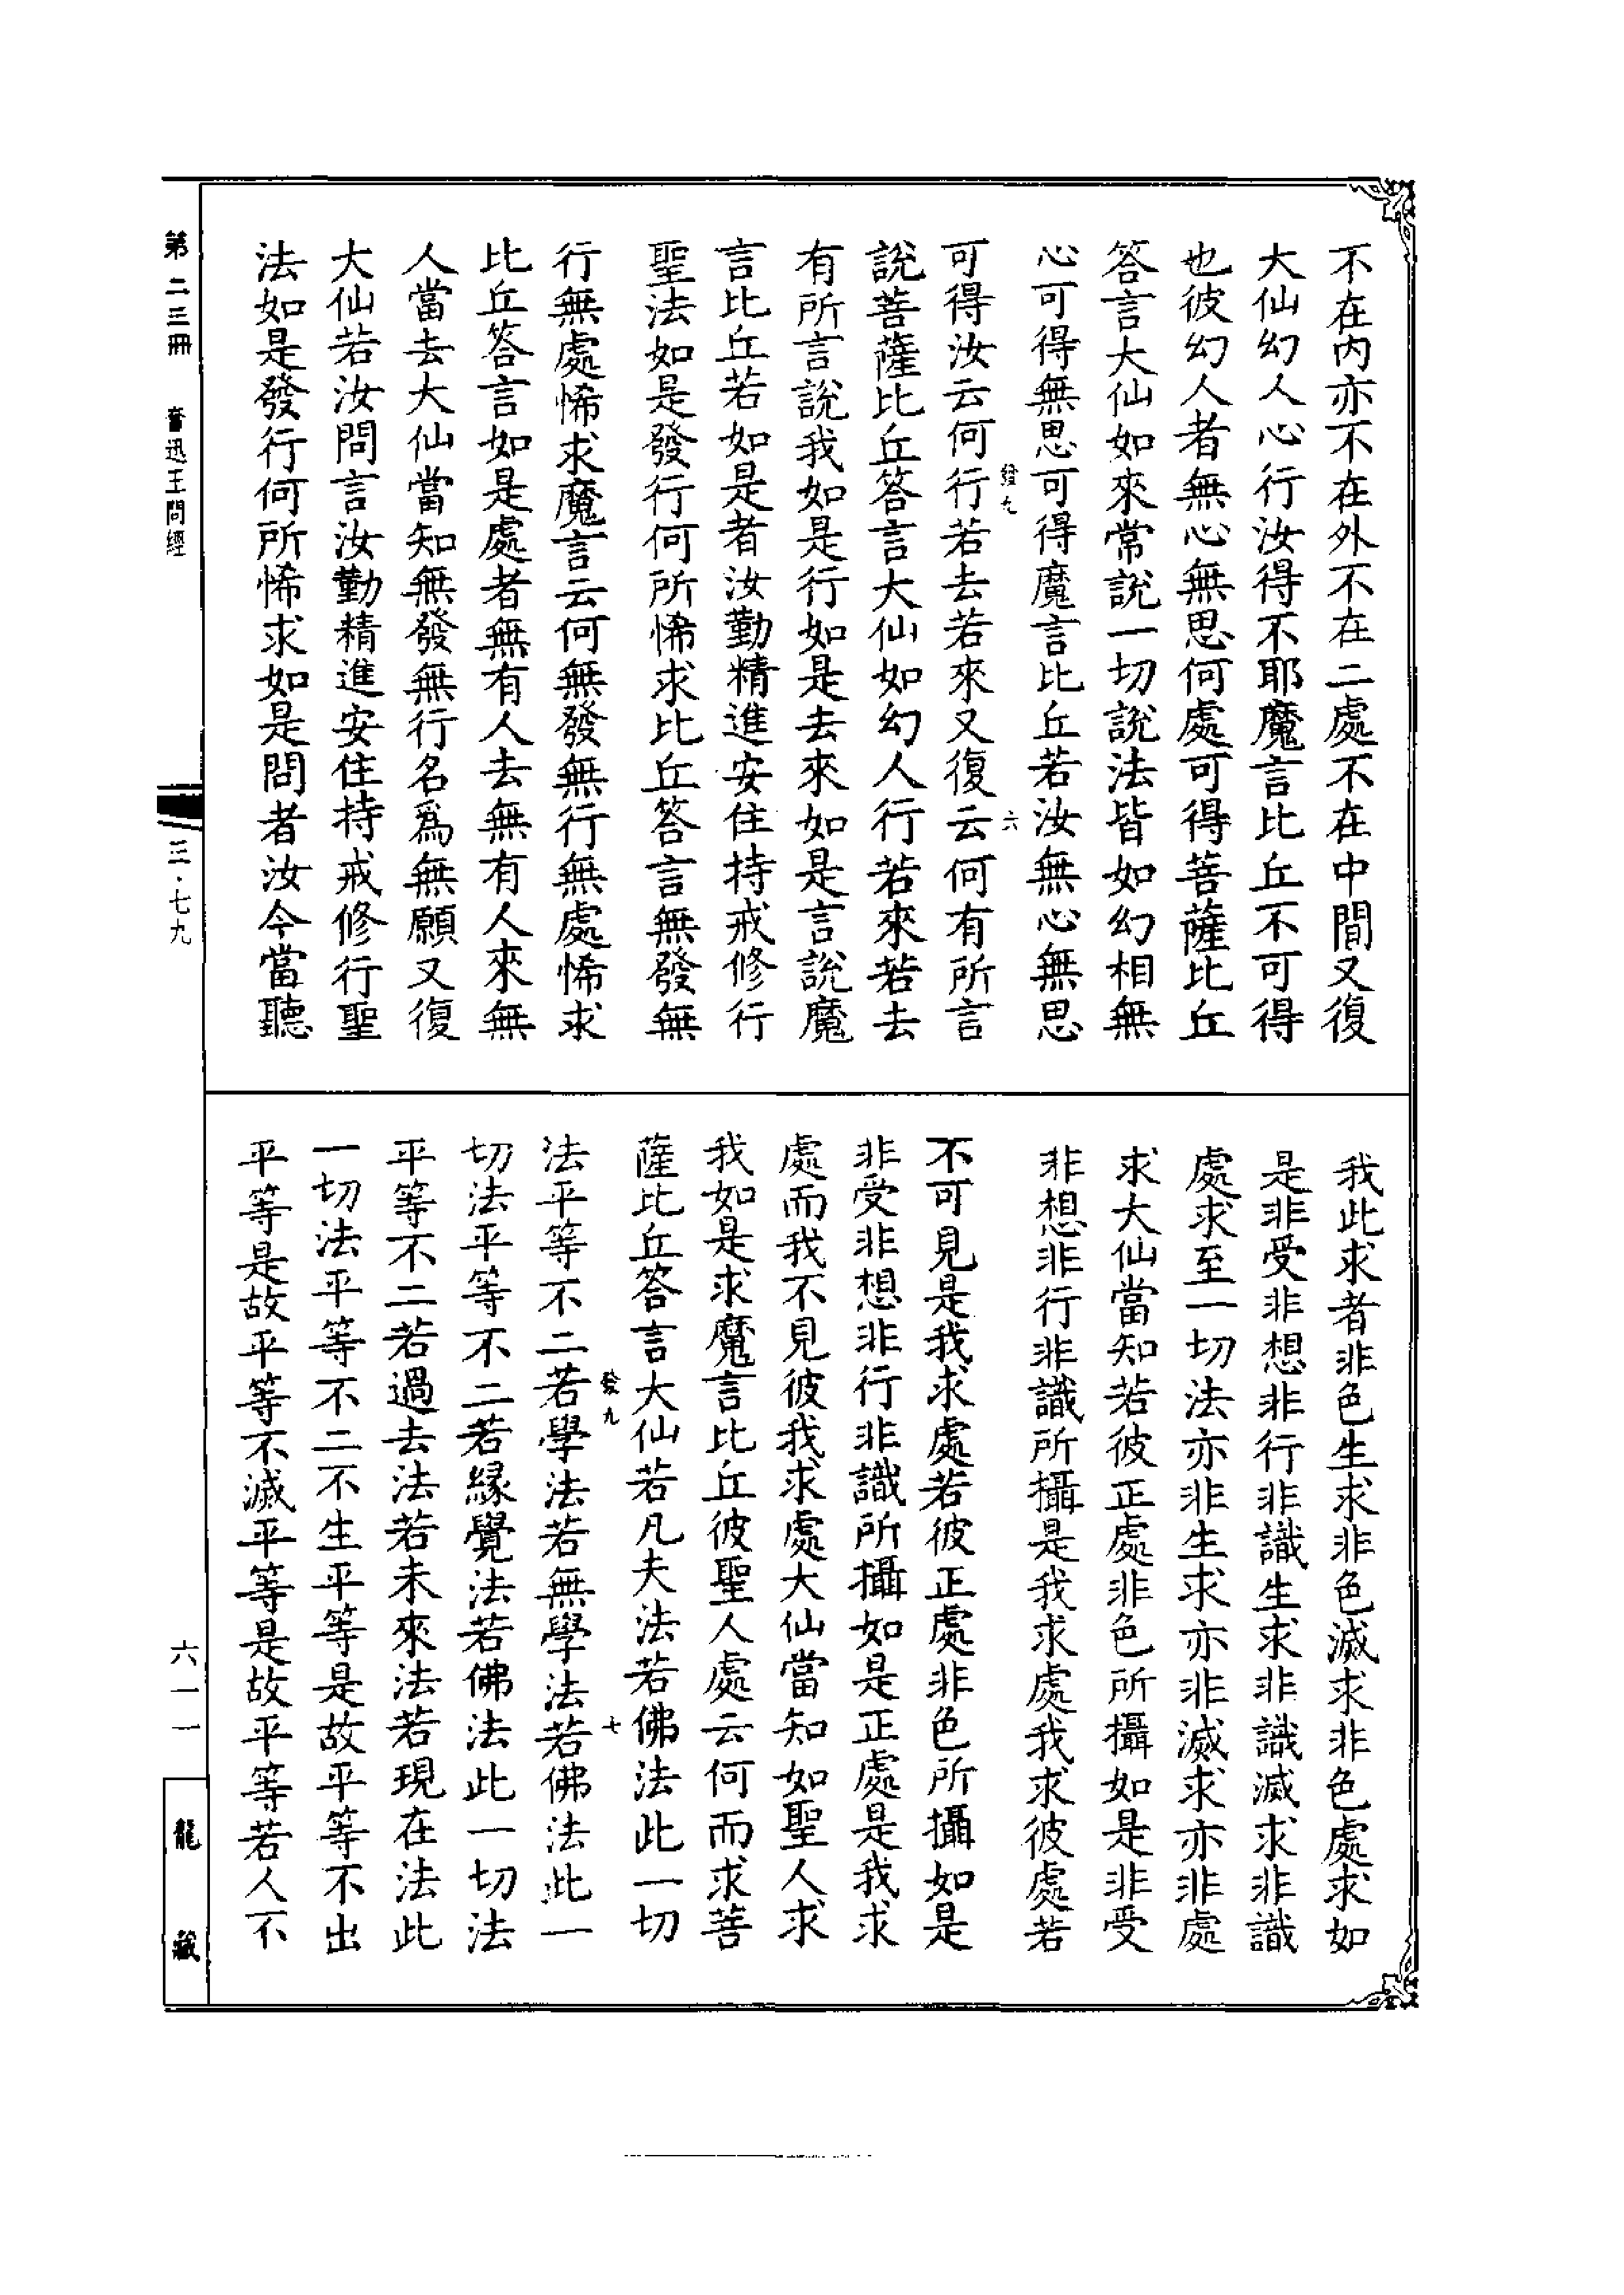 不在内亦不在外不在二處不在中間又復
大仙幻人心行汝得不耶魔言比丘不可得
也彼幻人者無心無思何處可得菩薩比丘
答言大仙如來常說一切說法皆如幻相無
心可得無思可得魔言比丘若汝無心無思
發九
六
可得汝云何行若去若來又復云何有所言
說菩薩比丘答言大仙如幻人行若來若去
有所言說我如是行如是去來如是言說魔
言比丘若如是者汝勤精進安住持戒修行
聖法如是發行何所悕求比丘答言無發無
行無處悕求魔言云何無發無行無處悕求
比丘答言如是處者無有人去無有人來無
人當去大仙當知無發無行名爲無願又復
大仙若汝問言汝勤精進安住持戒修行聖
法如是發行何所悕求如是問者汝今當聽
我此求者非色生求非色滅求非色處求如
是非受非想非行非識生求非識滅求非識
處求至一切法亦非生求亦非滅求亦非處
求大仙當知若彼正處非色所攝如是非受
非想非行非識所攝是我求處我求彼處若
不可見是我求處若彼正處非色所攝如是
非受非想非行非識所攝如是正處是我求
處而我不見彼我求處大仙當知如聖人求
我如是求魔言比丘彼聖人處云何而求菩
薩比丘答言大仙若凡夫法若佛法此一切
發九
七
法平等不二若學法若無學法若佛法此一
切法平等不二若緣覺法若佛法此一切法
平等不二若過去法若未來法若現在法此
一切法平等不二不生平等是故平等不出
平等是故平等不滅平等是故平等若人不
第二三冊　奮迅王問經
三·七九
六一一
龍藏